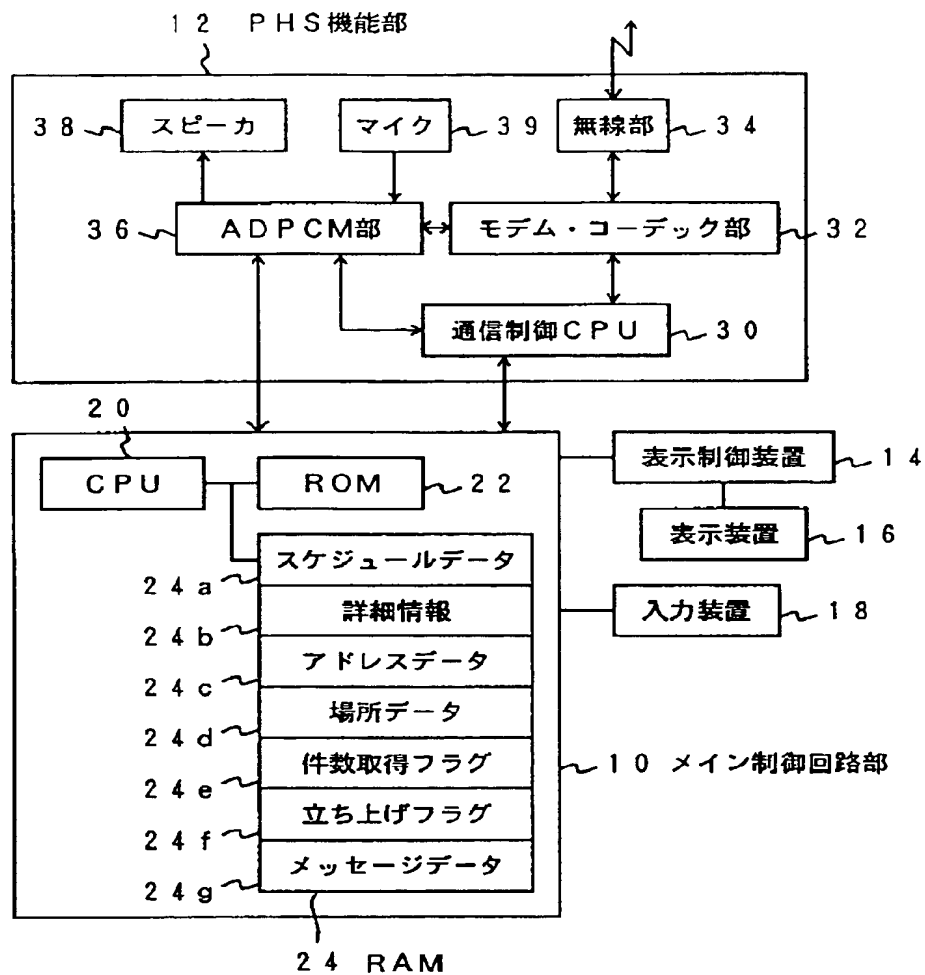 12 PHS機能部
38 スピーカ マイク 39 無線部 34
36 ADPCM部 モデム・コーデック部 32
通信制御CPU 30
20
CPU ROM 22
表示制御装置 14
表示装置 16
入力装置 18
スケジュールデータ
24a
詳細情報
24b
アドレスデータ
24c
場所データ
24d
件数取得フラグ
24e
立ち上げフラグ
24f
メッセージデータ
24g
10 メイン制御回路部
24 RAM